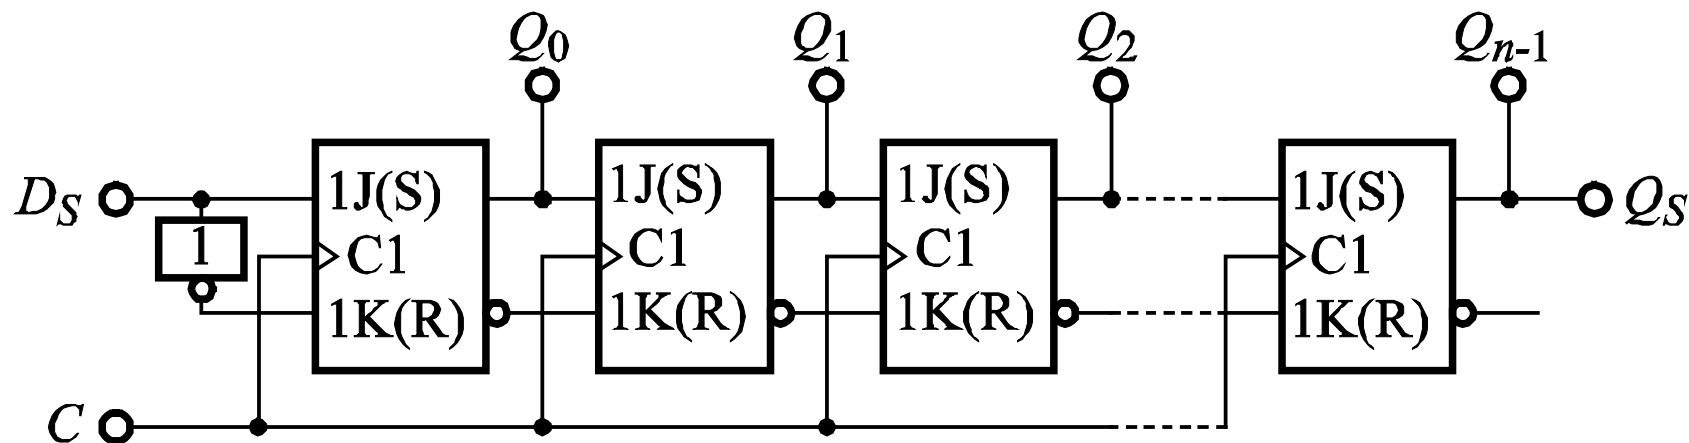 Q0 Q1 Q2 Qn-1
1J(S) 1J(S) 1J(S) 1J(S)
DS QS
1 C1 C1 C1 C1
1K(R) 1K(R) 1K(R) 1K(R)
C